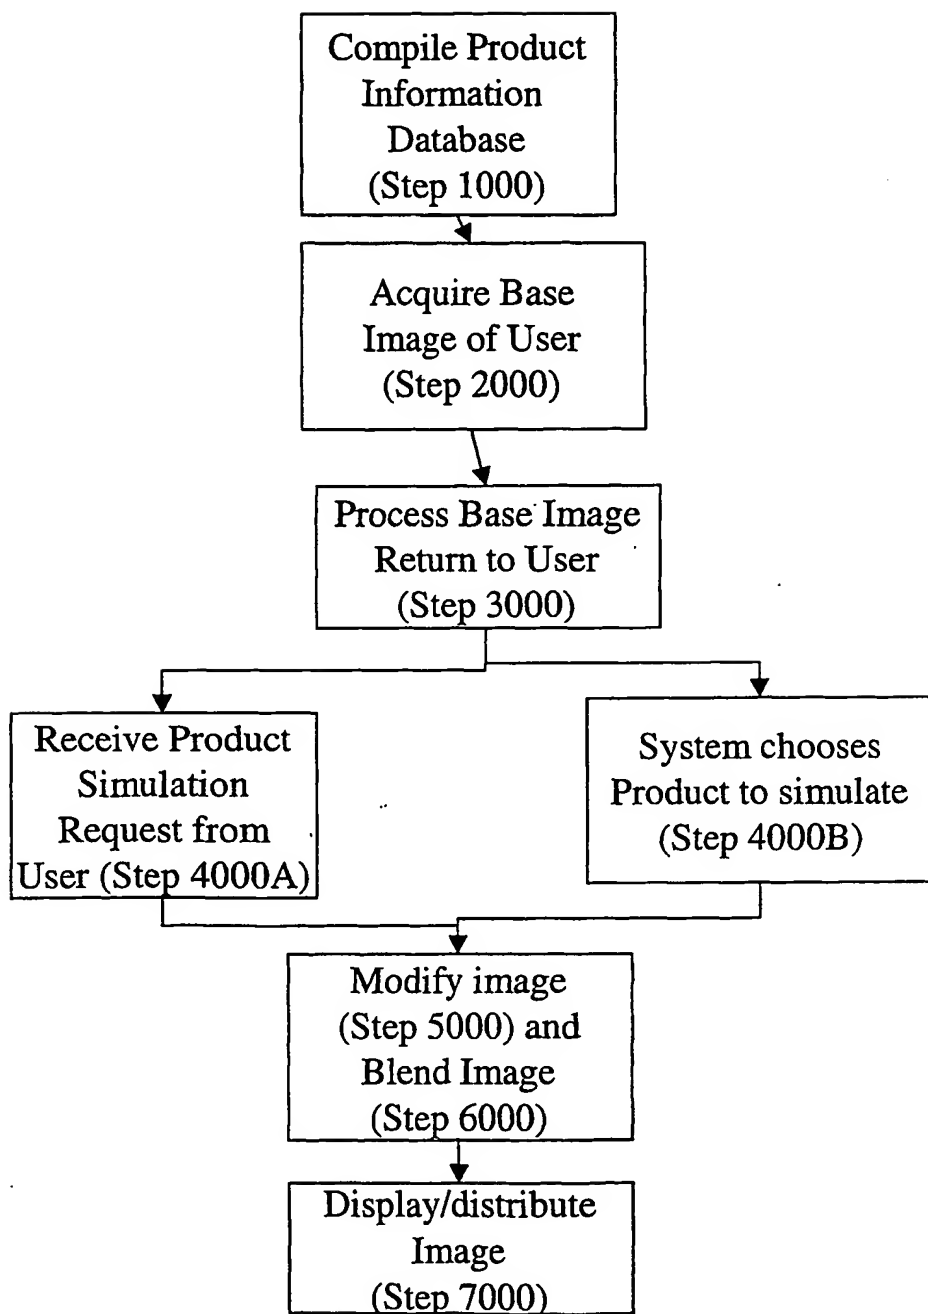 Compile Product
Information
Database
(Step 1000)
Acquire Base
Image of User
(Step 2000)
Process Base Image
Return to User
(Step 3000)
Receive Product
Simulation
Request from
User (Step 4000A)
System chooses
Product to simulate
(Step 4000B)
Modify image
(Step 5000) and
Blend Image
(Step 6000)
Display/distribute
Image
(Step 7000)